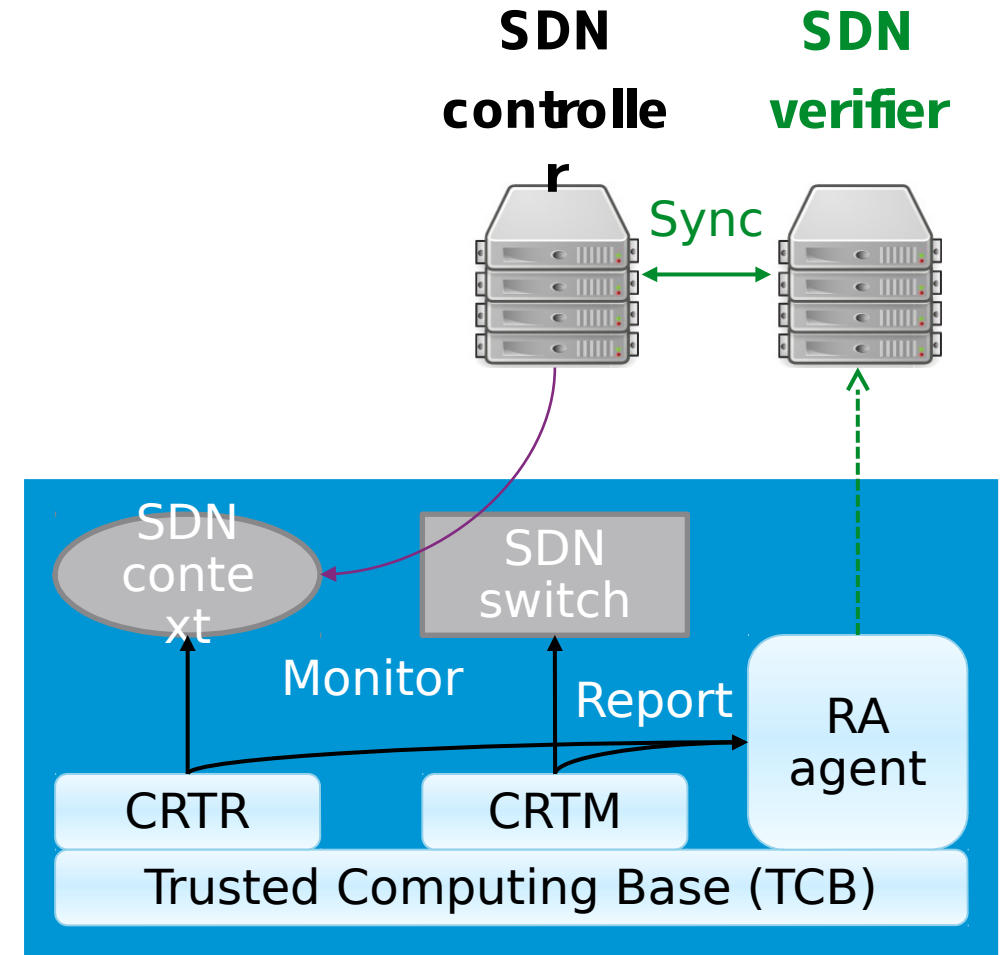 SDN
controlle
r
SDN
verifier
Sync
SDN
conte
xt
SDN
switch
Monitor
Report
RA
agent
CRTR
CRTM
Trusted Computing Base (TCB)